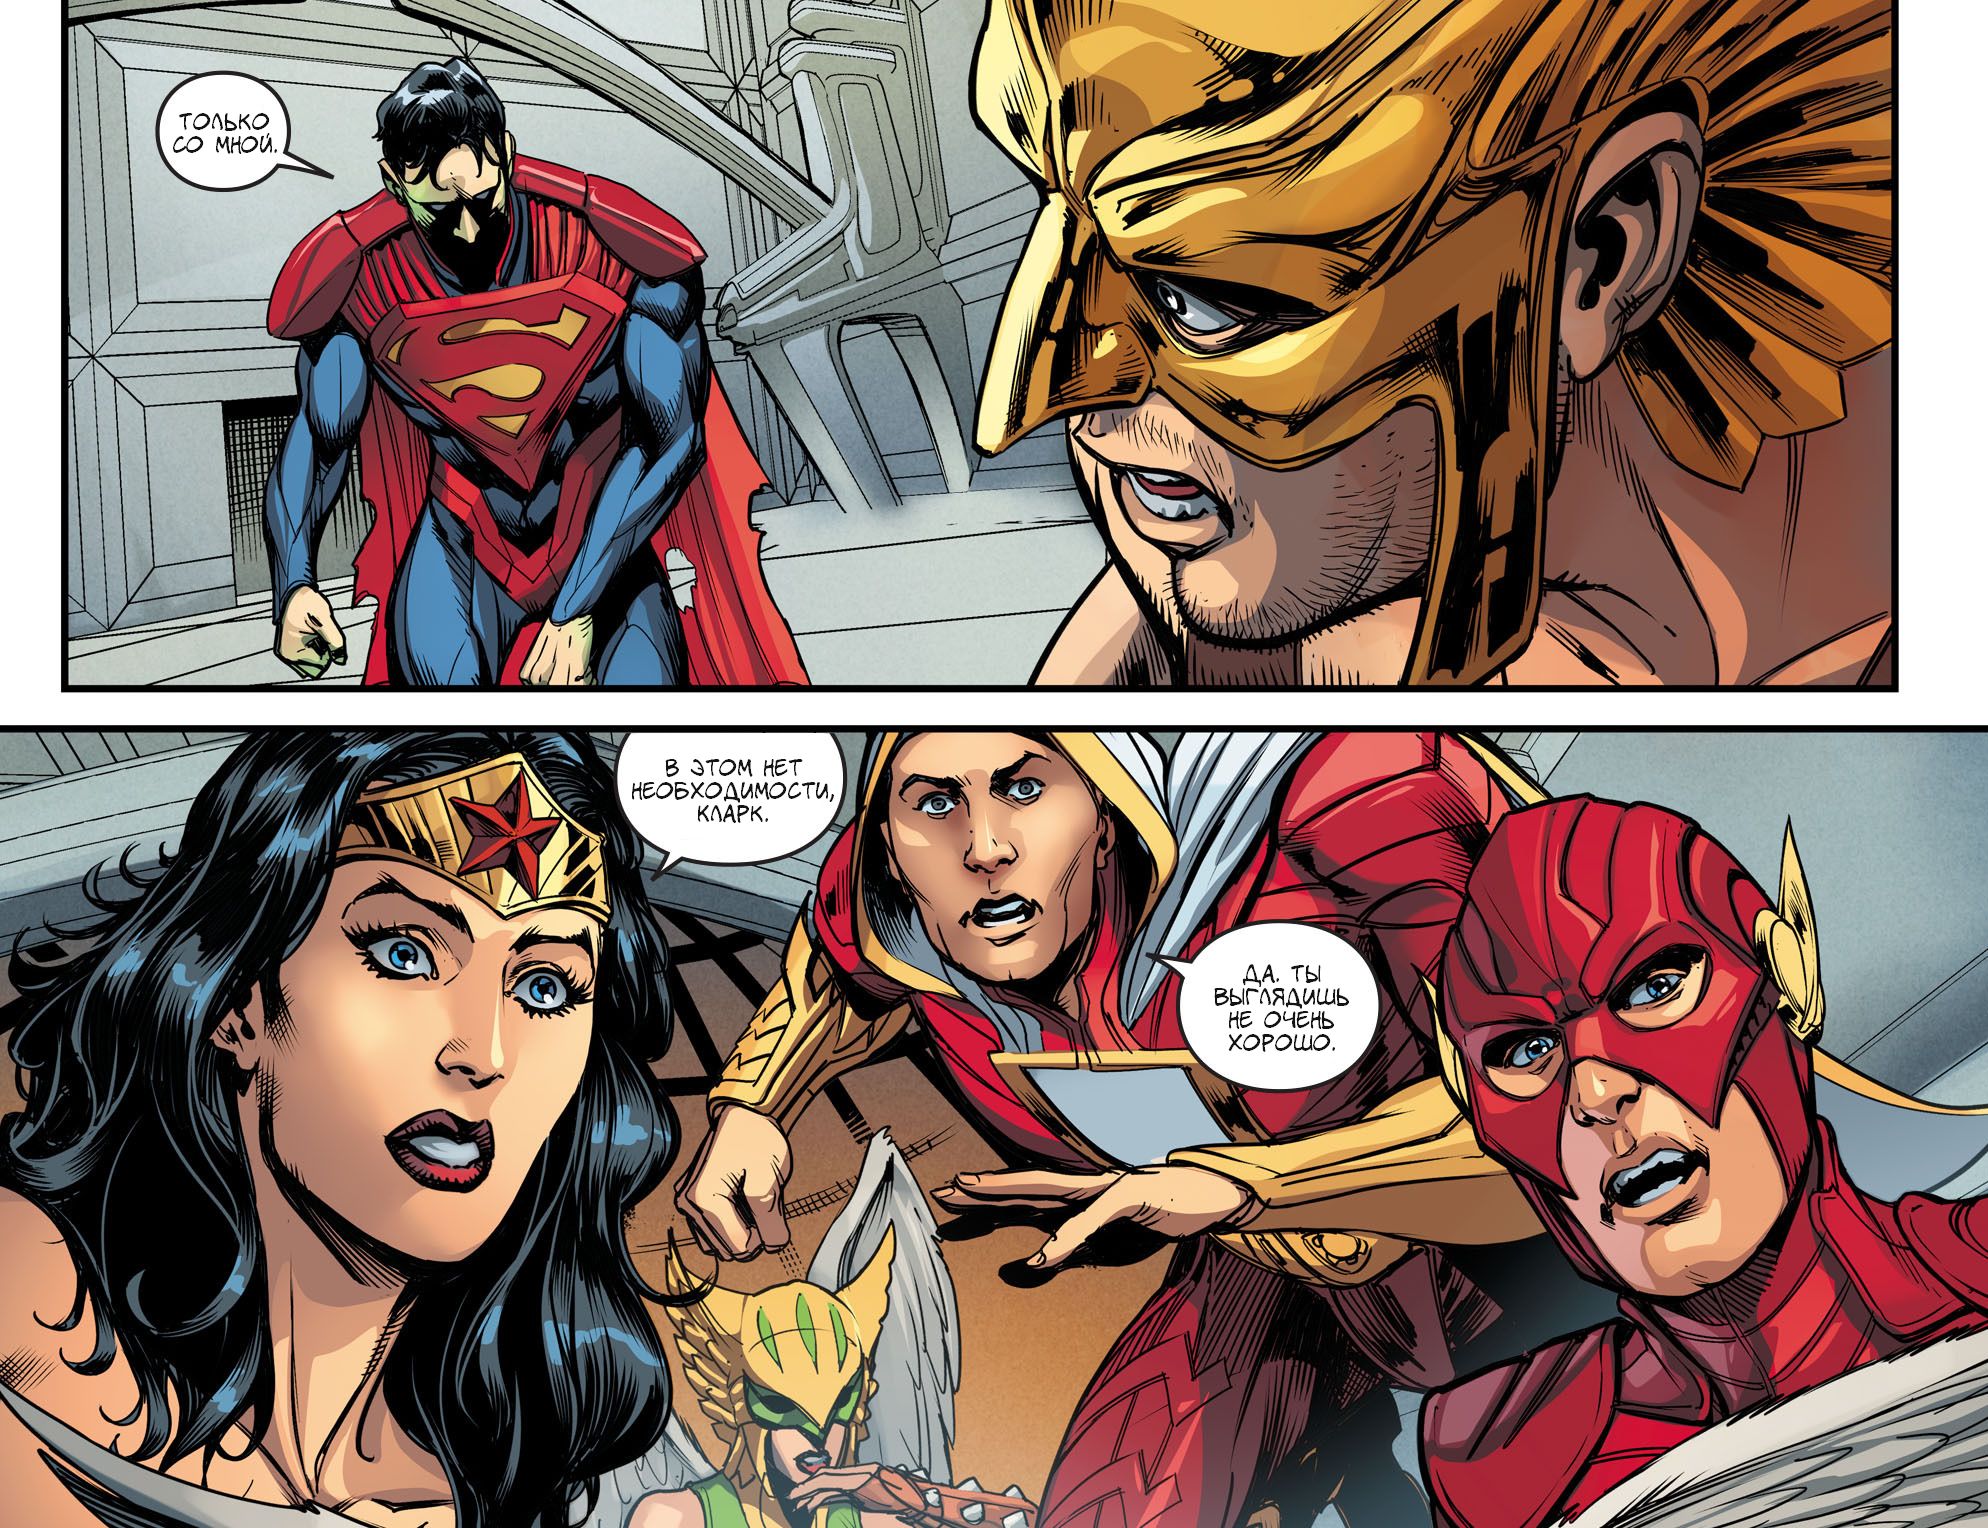 ТОЛЬКО
СО МНОЙ.
В ЭТОМ НЕТ
НЕОБХОДИМОСТИ,
КЛАРК.
ДА. ТЫ
ВЫГЛЯДИШЬ
НЕ ОЧЕНЬ
ХОРОШО.